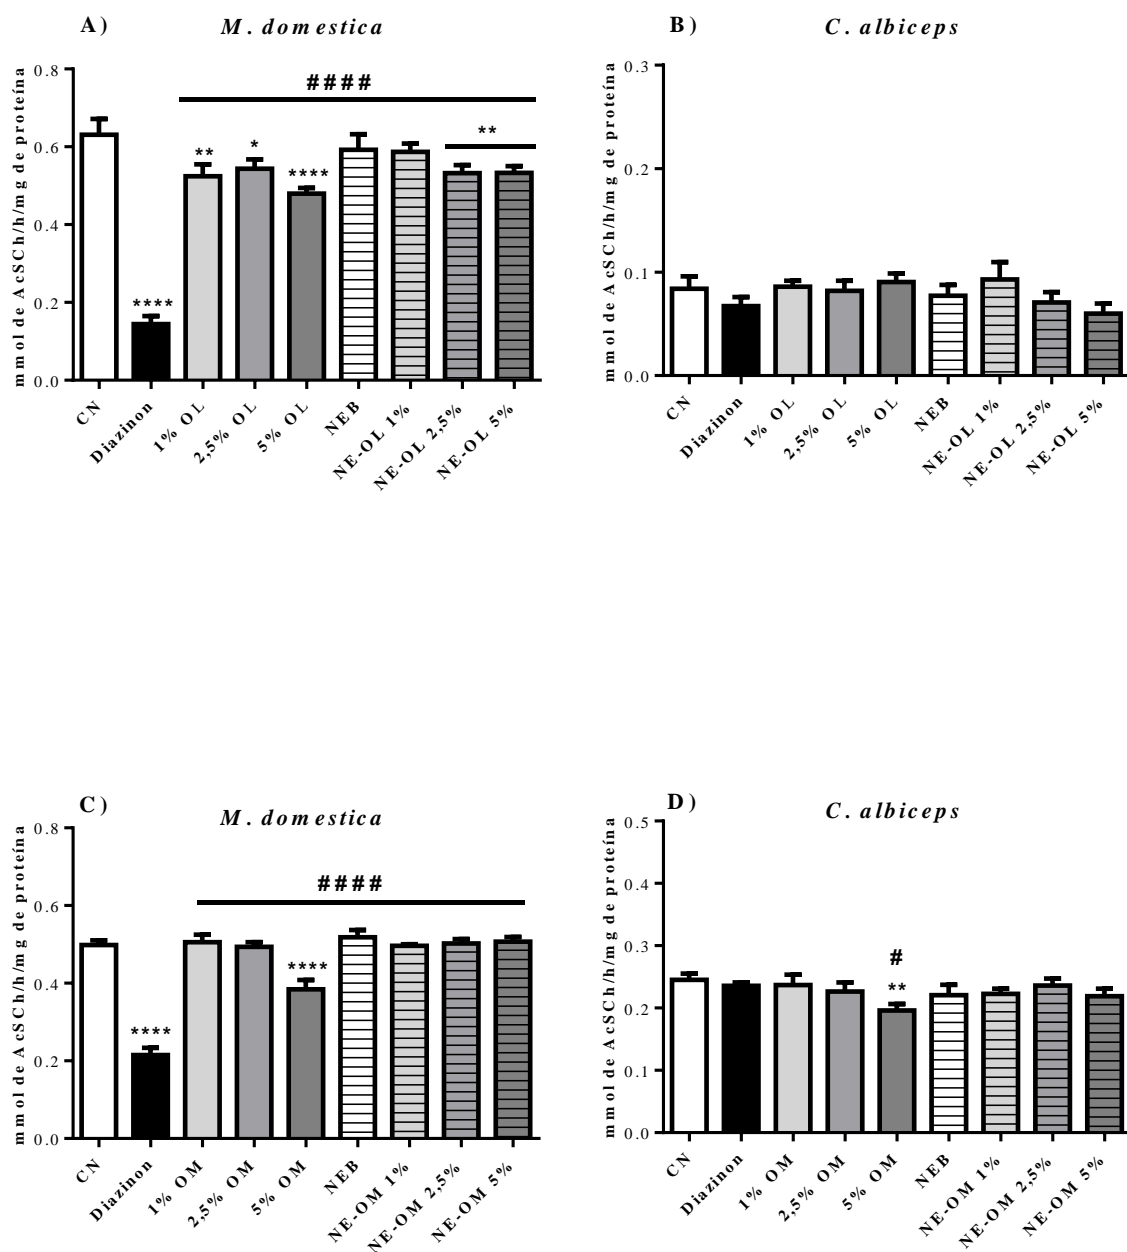 A)
M. domestica
mmol de AcSCh/h/mg de proteína
0.8
0.6
0.4
0.2
0.0
####
****
**
*
****
**
CN
Diazinon
1% OL
2,5% OL
5% OL
NEB
NE-OL 1%
NE-OL 2,5%
NE-OL 5%
B)
C. albiceps
mmol de AcSCh/h/mg de proteína
0.3
0.2
0.1
0.0
CN
Diazinon
1% OL
2,5% OL
5% OL
NEB
NE-OL 1%
NE-OL 2,5%
NE-OL 5%
C)
M. domestica
mmol de AcSCh/h/mg de proteína
0.8
0.6
0.4
0.2
0.0
####
****
****
CN
Diazinon
1% OM
2,5% OM
5% OM
NEB
NE-OM 1%
NE-OM 2,5%
NE-OM 5%
D)
C. albiceps
mmol de AcSCh/h/mg de proteína
0.5
0.4
0.3
0.2
0.1
0.0
#
**
CN
Diazinon
1% OM
2,5% OM
5% OM
NEB
NE-OM 1%
NE-OM 2,5%
NE-OM 5%